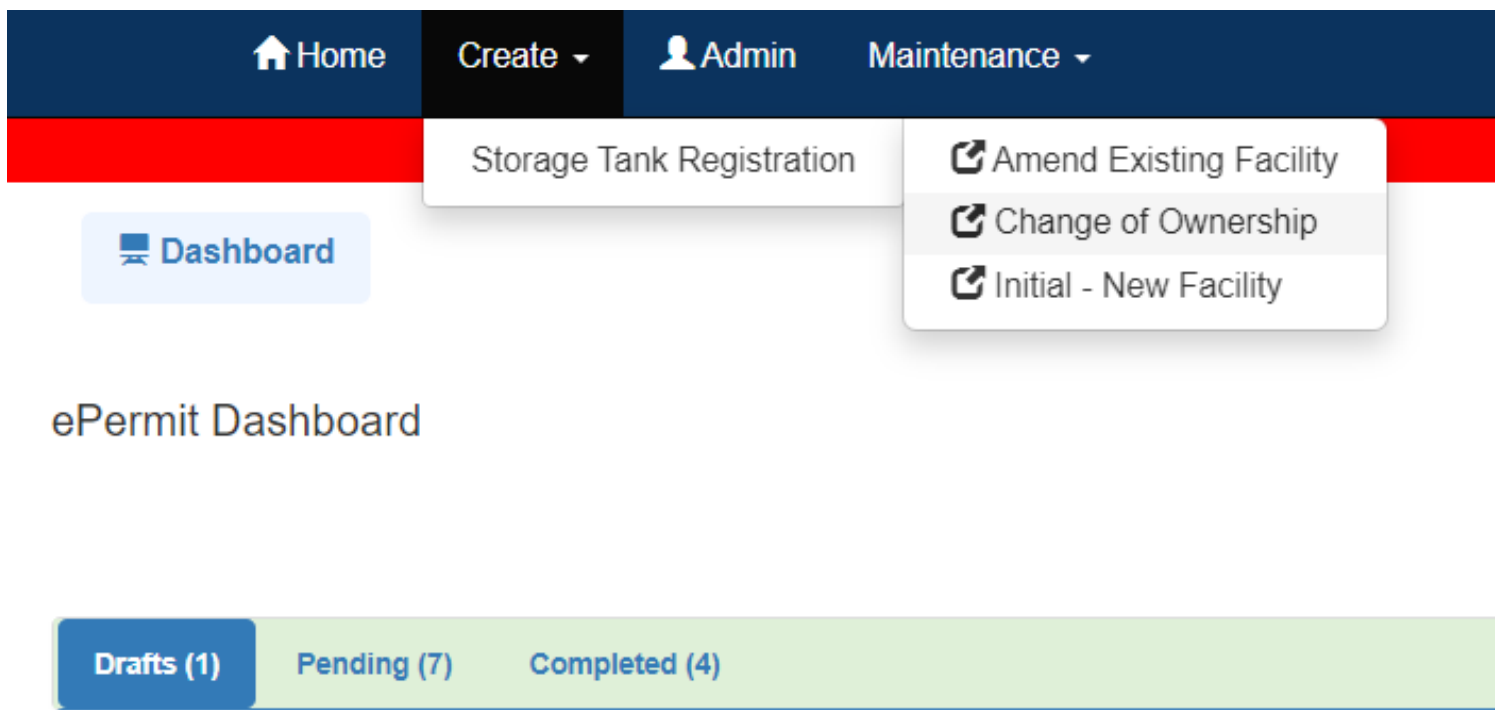 Home Create Admin Maintenance
Storage Tank Registration
Amend Existing Facility
Change of Ownership
Initial - New Facility
Dashboard
ePermit Dashboard
Drafts (1) Pending (7) Completed (4)